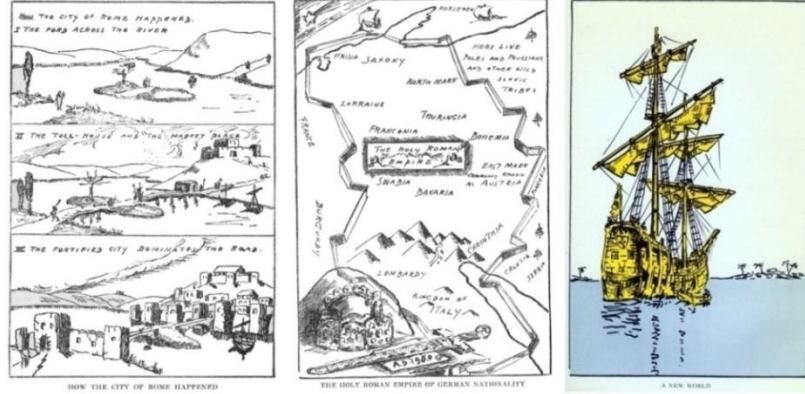 HOW THE CITY OF ROME HAPPENED.
I THE FORD ACROSS THE RIVER
II THE TOLL-HOUSE AND THE MARKET PLACE
III THE FORTIFIED CITY DOMINATES THE ROAD.
HOW THE CITY OF ROME HAPPENED
NORSEMEN
FRISIA
SAXONY
HERE LIVE
POLES AND PRUSSIANS
AND OTHER WILD
SLAVIC
TRIBES
NORTH MARK
LORRAINE
THURINGIA
FRANCE
FRANCONIA
BOHEMIA
THE HOLY ROMAN
EMPIRE
EAST MARK
AUSTRIA
SWABIA
BAVARIA
BURGUNDY
CARINTHIA
CROATIA
SERBIA
LOMBARDY
KINGDOM OF
ITALY
THE HOLY ROMAN EMPIRE OF GERMAN NATIONALITY
A NEW WORLD